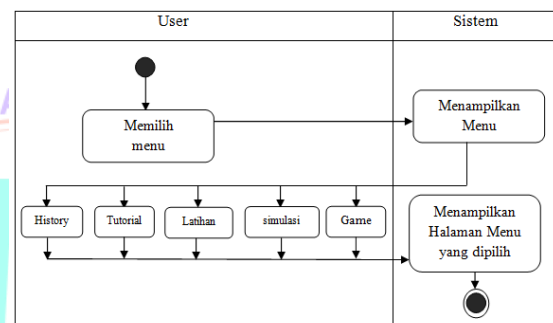 User
Sistem
Memilih
menu
Menampilkan
Menu
History
Tutorial
Latihan
simulasi
Game
Menampilkan
Halaman Menu
yang dipilih